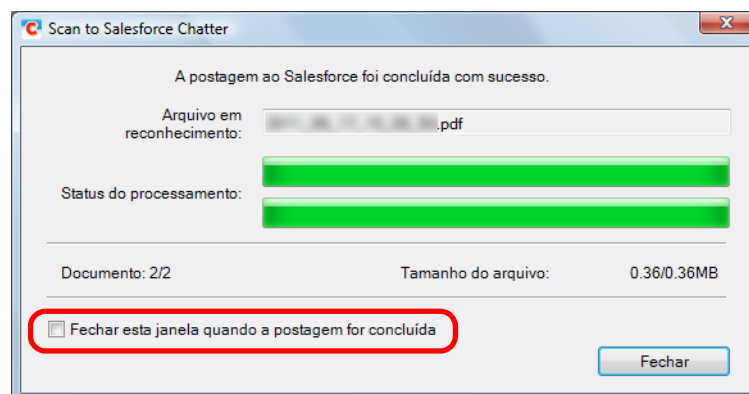 Scan to Salesforce Chatter
A postagem ao Salesforce foi concluída com sucesso.
Arquivo em
reconhecimento:
.pdf
Status do processamento:
Documento: 2/2 Tamanho do arquivo: 0.36/0.36MB
Fechar esta janela quando a postagem for concluída
Fechar